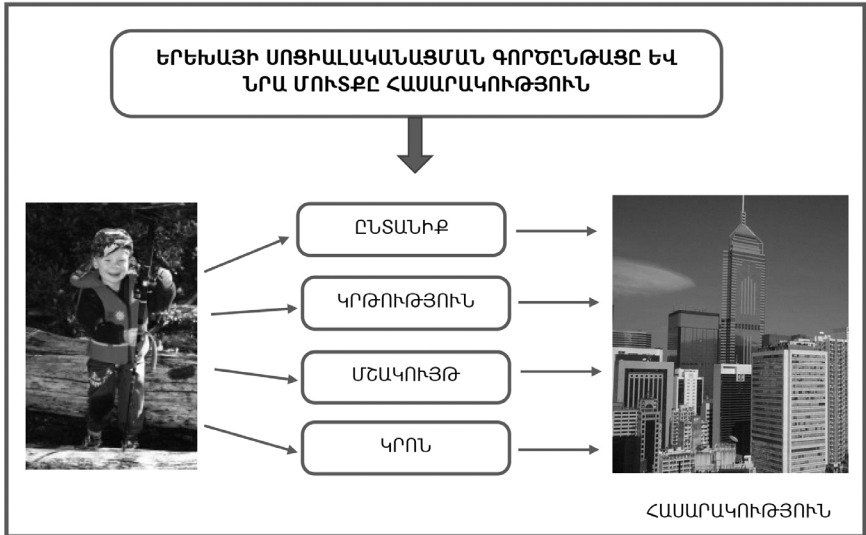 ԵՐԵԽԱՅԻ ՍՈՑԻԱԼԱԿԱՆԱՑՄԱՆ ԳՈՐԾԸՆԹԱՑԸ ԵՎ
ՆՐԱ ՄՈՒՏՔԸ ՀԱՍԱՐԱԿՈՒԹՅՈՒՆ
ԸՆՏԱՆԻՔ
ԿՐԹՈՒԹՅՈՒՆ
ՄՇԱԿՈՒՅԹ
ԿՐՈՆ
ՀԱՍԱՐԱԿՈՒԹՅՈՒՆ